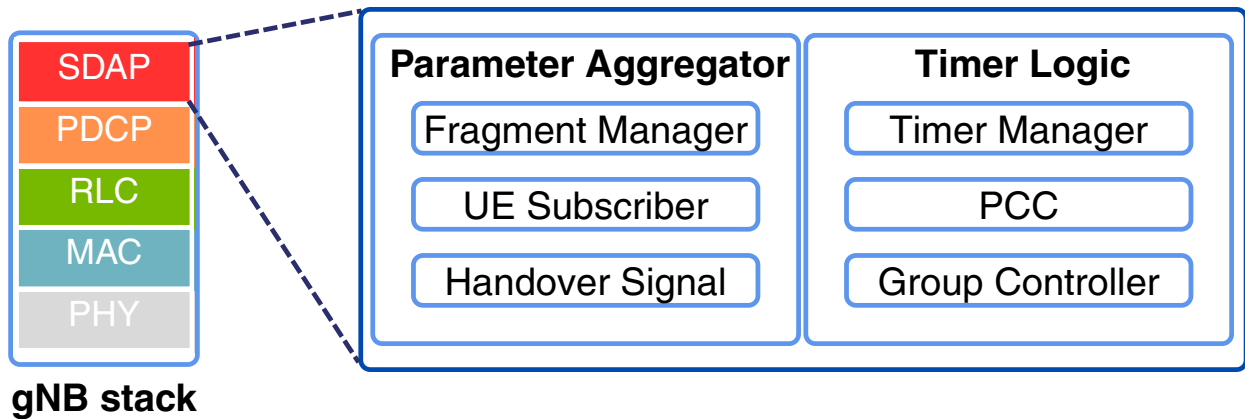 SDAP
PDCP
RLC
MAC
PHY
gNB stack
Parameter Aggregator
Fragment Manager
UE Subscriber
Handover Signal
Timer Logic
Timer Manager
PCC
Group Controller